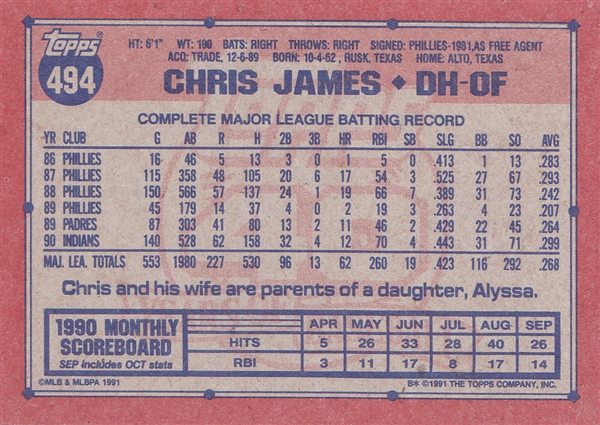 topps
494
HT: 6'1" WT: 190 BATS: RIGHT THROWS: RIGHT SIGNED: PHILLIES-1981, AS FREE AGENT
ACQ: TRADE, 12-6-89 BORN: 10-4-62, RUSK, TEXAS HOME: ALTO, TEXAS
CHRIS JAMES ◆ DH-OF
COMPLETE MAJOR LEAGUE BATTING RECORD
YR CLUB G AB R H 2B 3B HR RBI SB SLG BB SO AVG
86 PHILLIES 16 46 5 13 3 0 1 5 0 .413 1 13 .283
87 PHILLIES 115 358 48 105 20 6 17 54 3 .525 27 67 .293
88 PHILLIES 150 566 57 137 24 1 19 66 7 .389 31 73 .242
89 PHILLIES 45 179 14 37 4 0 2 19 3 .263 4 23 .207
89 PADRES 87 303 41 80 13 2 11 46 2 .429 22 45 .264
90 INDIANS 140 528 62 158 32 4 12 70 4 .443 31 71 .299
MAJ. LEA. TOTALS 553 1980 227 530 96 13 62 260 19 .423 116 292 .268
Chris and his wife are parents of a daughter, Alyssa.
1990 MONTHLY SCOREBOARD
SEP includes OCT stats
APR MAY JUN JUL AUG SEP
HITS 5 26 33 28 40 26
RBI 3 11 17 8 17 14
©MLB & MLBPA 1991 B* ©1991 THE TOPPS COMPANY, INC.